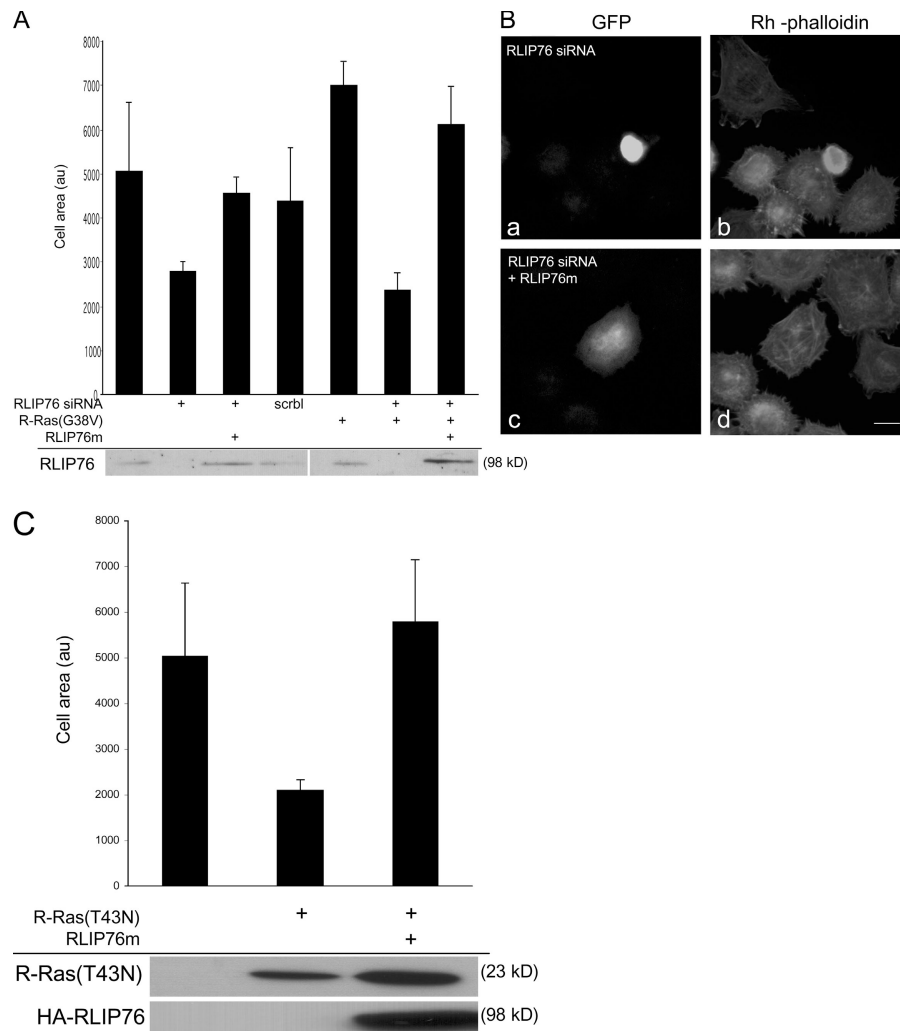 A
Cell area (au)
8000
7000
6000
5000
4000
3000
2000
1000
0
RLIP76 siRNA + + scrbl + +
R-Ras(G38V) + + +
RLIP76m + +
RLIP76 (98 kD)
B
GFP Rh -phalloidin
RLIP76 siRNA
a b
RLIP76 siRNA
+ RLIP76m
c d
C
Cell area (au)
8000
7000
6000
5000
4000
3000
2000
1000
0
R-Ras(T43N) + +
RLIP76m +
R-Ras(T43N) (23 kD)
HA-RLIP76 (98 kD)